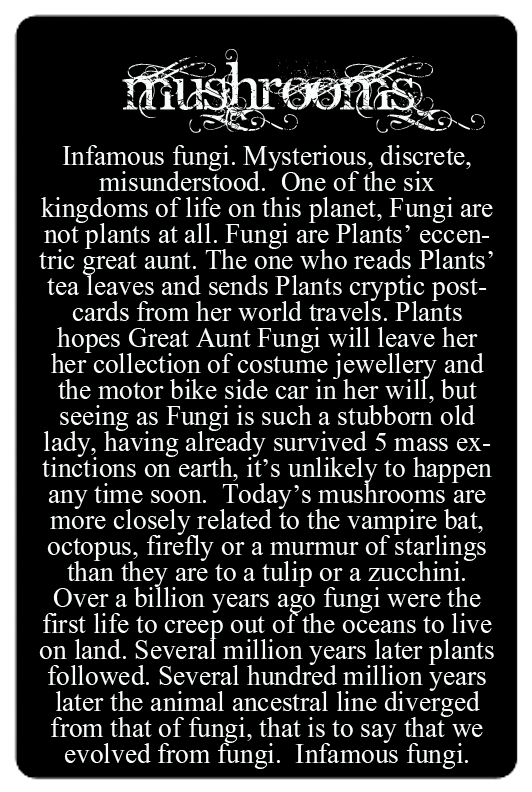 mushrooms
Infamous fungi. Mysterious, discrete,
misunderstood.  One of the six
kingdoms of life on this planet, Fungi are
not plants at all. Fungi are Plants’ eccen-
tric great aunt. The one who reads Plants’
tea leaves and sends Plants cryptic post-
cards from her world travels. Plants
hopes Great Aunt Fungi will leave her
her collection of costume jewellery and
the motor bike side car in her will, but
seeing as Fungi is such a stubborn old
lady, having already survived 5 mass ex-
tinctions on earth, it’s unlikely to happen
any time soon.  Today’s mushrooms are
more closely related to the vampire bat,
octopus, firefly or a murmur of starlings
than they are to a tulip or a zucchini.
Over a billion years ago fungi were the
first life to creep out of the oceans to live
on land. Several million years later plants
followed. Several hundred million years
later the animal ancestral line diverged
from that of fungi, that is to say that we
evolved from fungi.  Infamous fungi.